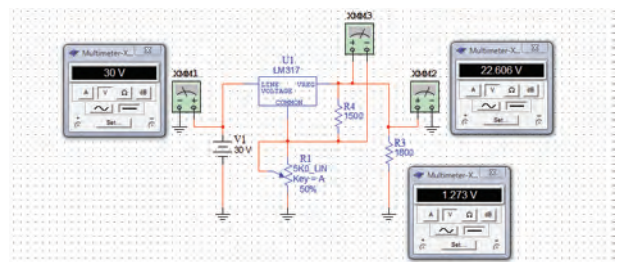 XMM3
Multimeter-X...
30 V
A V Ω dB
Set...
XMM1
U1
LM317
LINE VREG
VOLTAGE
COMMON
XMM2
Multimeter-X...
22.606 V
A V Ω dB
Set...
R4
1500
V1
30 V
R1
5K0_LIN
Key = A
50%
R3
Multimeter-X...
1.273 V
A V Ω dB
Set...